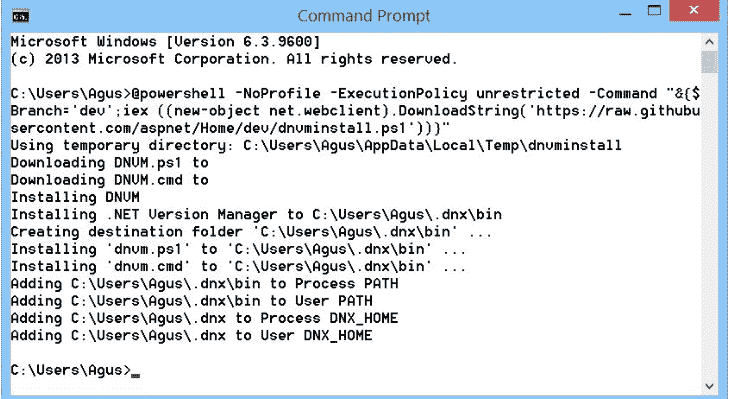 Command Prompt
Microsoft Windows [Version 6.3.9600]
(c) 2013 Microsoft Corporation. All rights reserved.
C:\Users\Agus>@powershell -NoProfile -ExecutionPolicy unrestricted -Command "&{$
Branch='dev';iex ((new-object net.webclient).DownloadString('https://raw.githubu
sercontent.com/aspnet/Home/dev/dnvminstall.ps1'))}"
Using temporary directory: C:\Users\Agus\AppData\Local\Temp\dnvminstall
Downloading DNVM.ps1 to
Downloading DNVM.cmd to
Installing DNVM
Installing .NET Version Manager to C:\Users\Agus\.dnx\bin
Creating destination folder 'C:\Users\Agus\.dnx\bin' ...
Installing 'dnvm.ps1' to 'C:\Users\Agus\.dnx\bin' ...
Installing 'dnvm.cmd' to 'C:\Users\Agus\.dnx\bin' ...
Adding C:\Users\Agus\.dnx\bin to Process PATH
Adding C:\Users\Agus\.dnx\bin to User PATH
Adding C:\Users\Agus\.dnx to Process DNX_HOME
Adding C:\Users\Agus\.dnx to User DNX_HOME
C:\Users\Agus>_